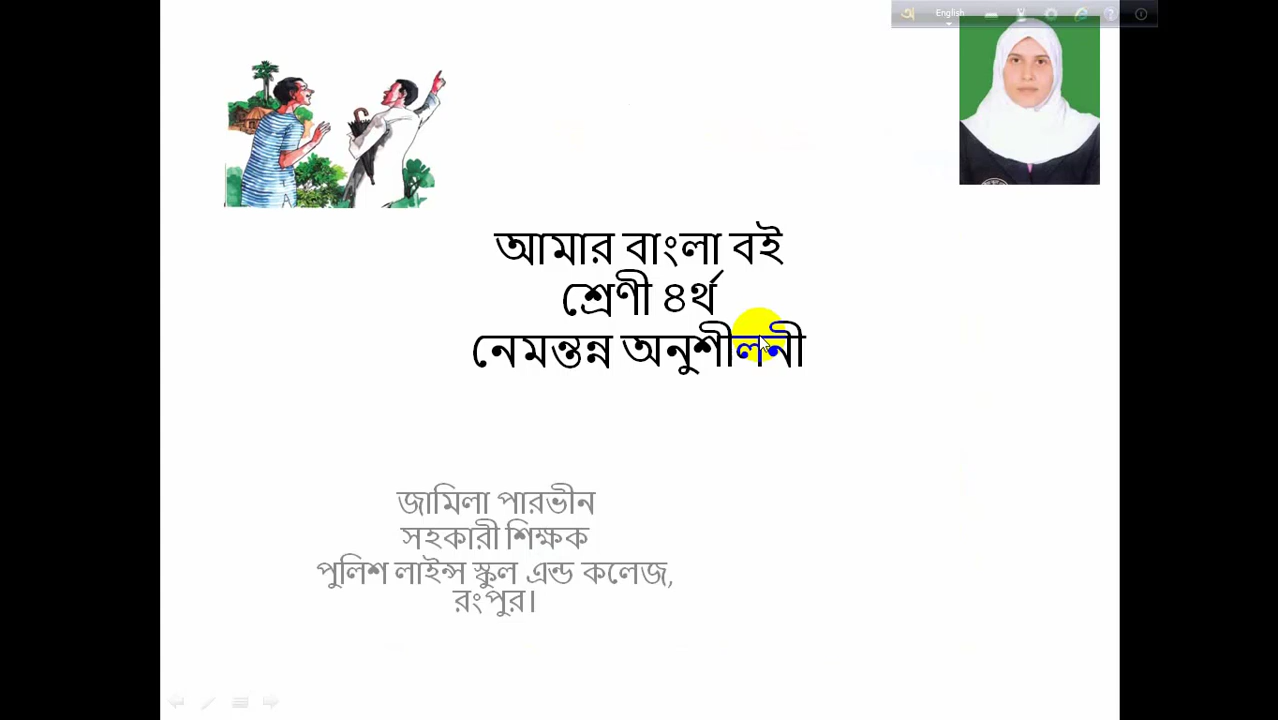 English
আমার বাংলা বই
শ্রেণী ৪র্থ
নেমন্তন্ন অনুশীলনী
জামিলা পারভীন
সহকারী শিক্ষক
পুলিশ লাইন্স স্কুল এন্ড কলেজ,
রংপুর।